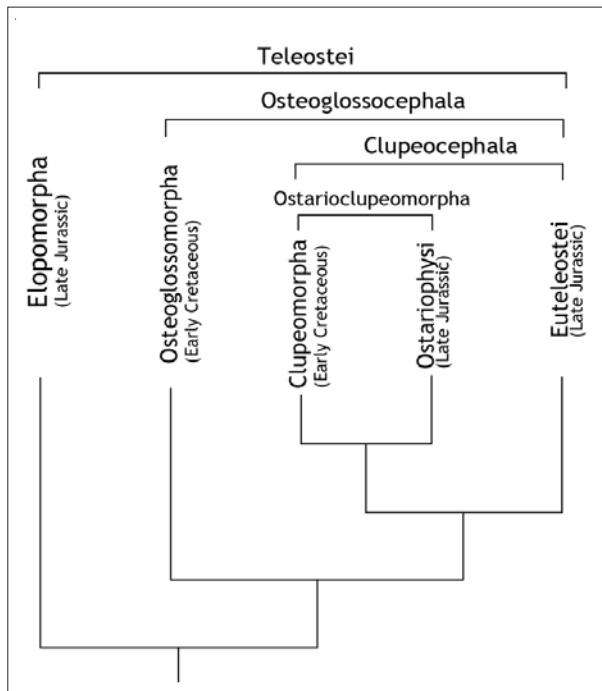 Teleostei
Osteoglossocephala
Clupeocephala
Ostarioclupeomorpha
Elopomorpha
(Late Jurassic)
Osteoglossomorpha
(Early Cretaceous)
Clupeomorpha
(Early Cretaceous)
Ostariophysi
(Late Jurassic)
Euteleostei
(Late Jurassic)